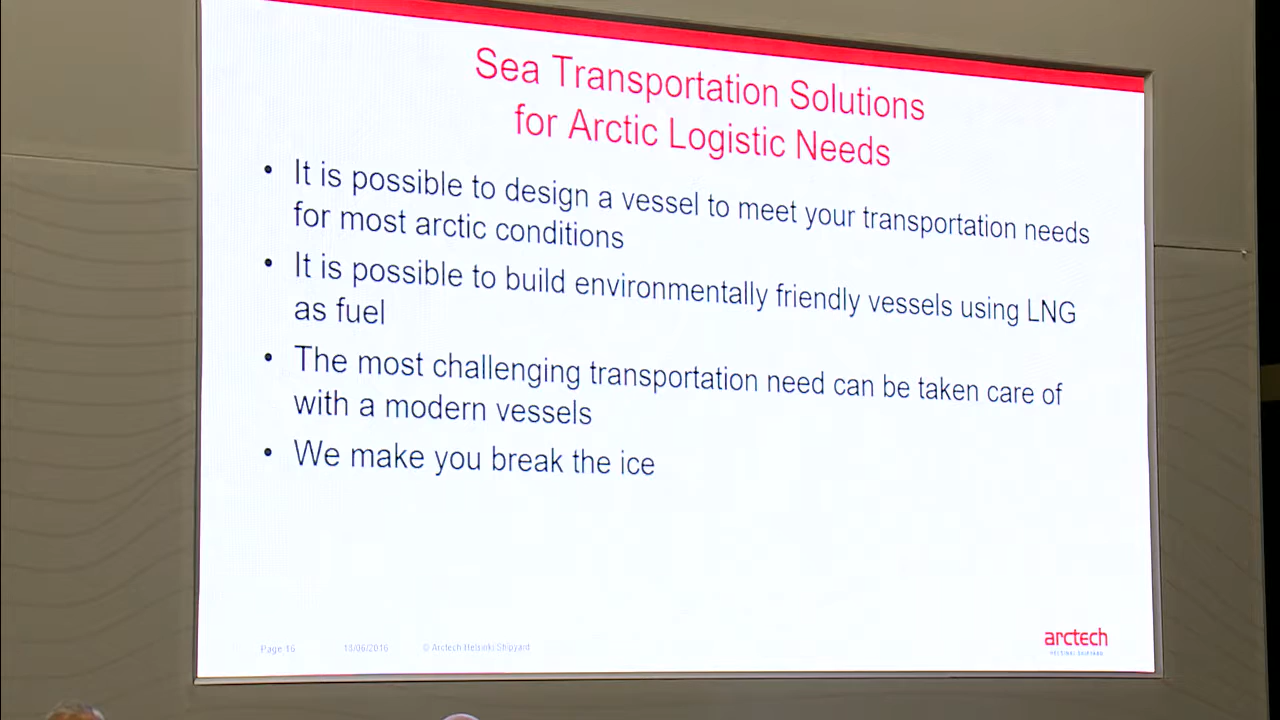 Sea Transportation Solutions
for Arctic Logistic Needs
• It is possible to design a vessel to meet your transportation needs
for most arctic conditions
• It is possible to build environmentally friendly vessels using LNG
as fuel
• The most challenging transportation need can be taken care of
with a modern vessels
• We make you break the ice
Page 16 13/06/2016 © Arctech Helsinki Shipyard
arctech
HELSINKI SHIPYARD